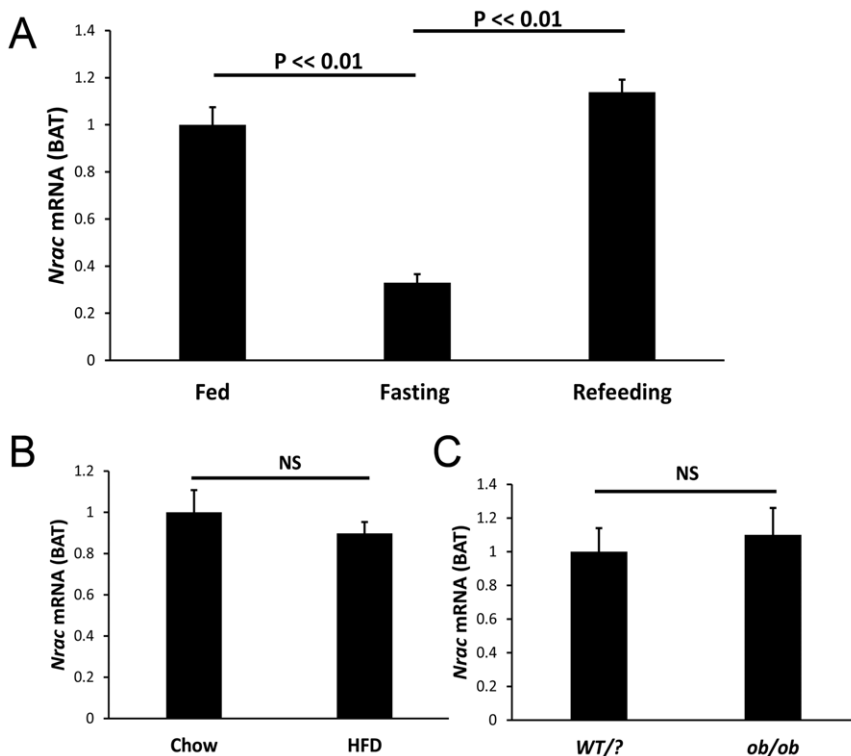 A
P << 0.01
P << 0.01
Nrac mRNA (BAT)
1.4
1.2
1
0.8
0.6
0.4
0.2
0
Fed Fasting Refeeding
B
NS
Nrac mRNA (BAT)
1.2
1
0.8
0.6
0.4
0.2
0
Chow HFD
C
NS
Nrac mRNA (BAT)
1.4
1.2
1
0.8
0.6
0.4
0.2
0
WT/? ob/ob